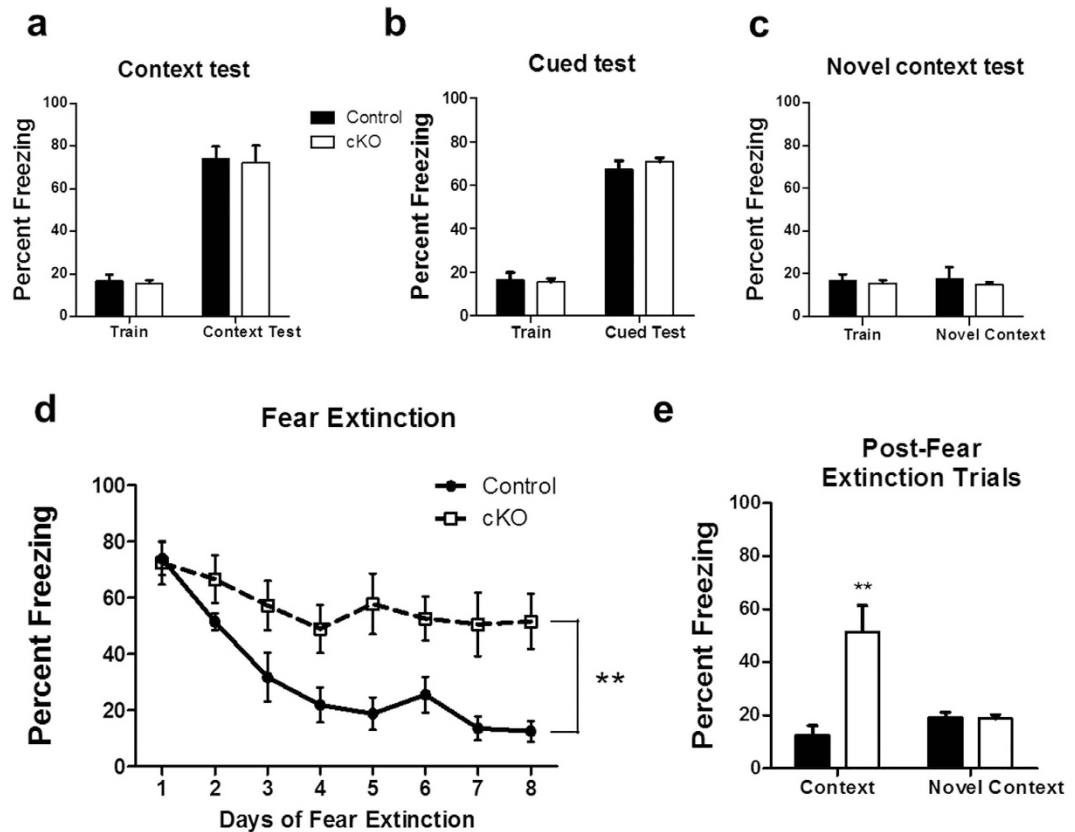 a
Context test
Percent Freezing
100
80
60
40
20
0
Train
Context Test
Control
cKO
b
Cued test
Percent Freezing
100
80
60
40
20
0
Train
Cued Test
c
Novel context test
Percent Freezing
100
80
60
40
20
0
Train
Novel Context
d
Fear Extinction
Percent Freezing
100
80
60
40
20
0
1 2 3 4 5 6 7 8
Days of Fear Extinction
Control
cKO
**
e
Post-Fear
Extinction Trials
Percent Freezing
100
80
60
40
20
0
**
Context
Novel Context